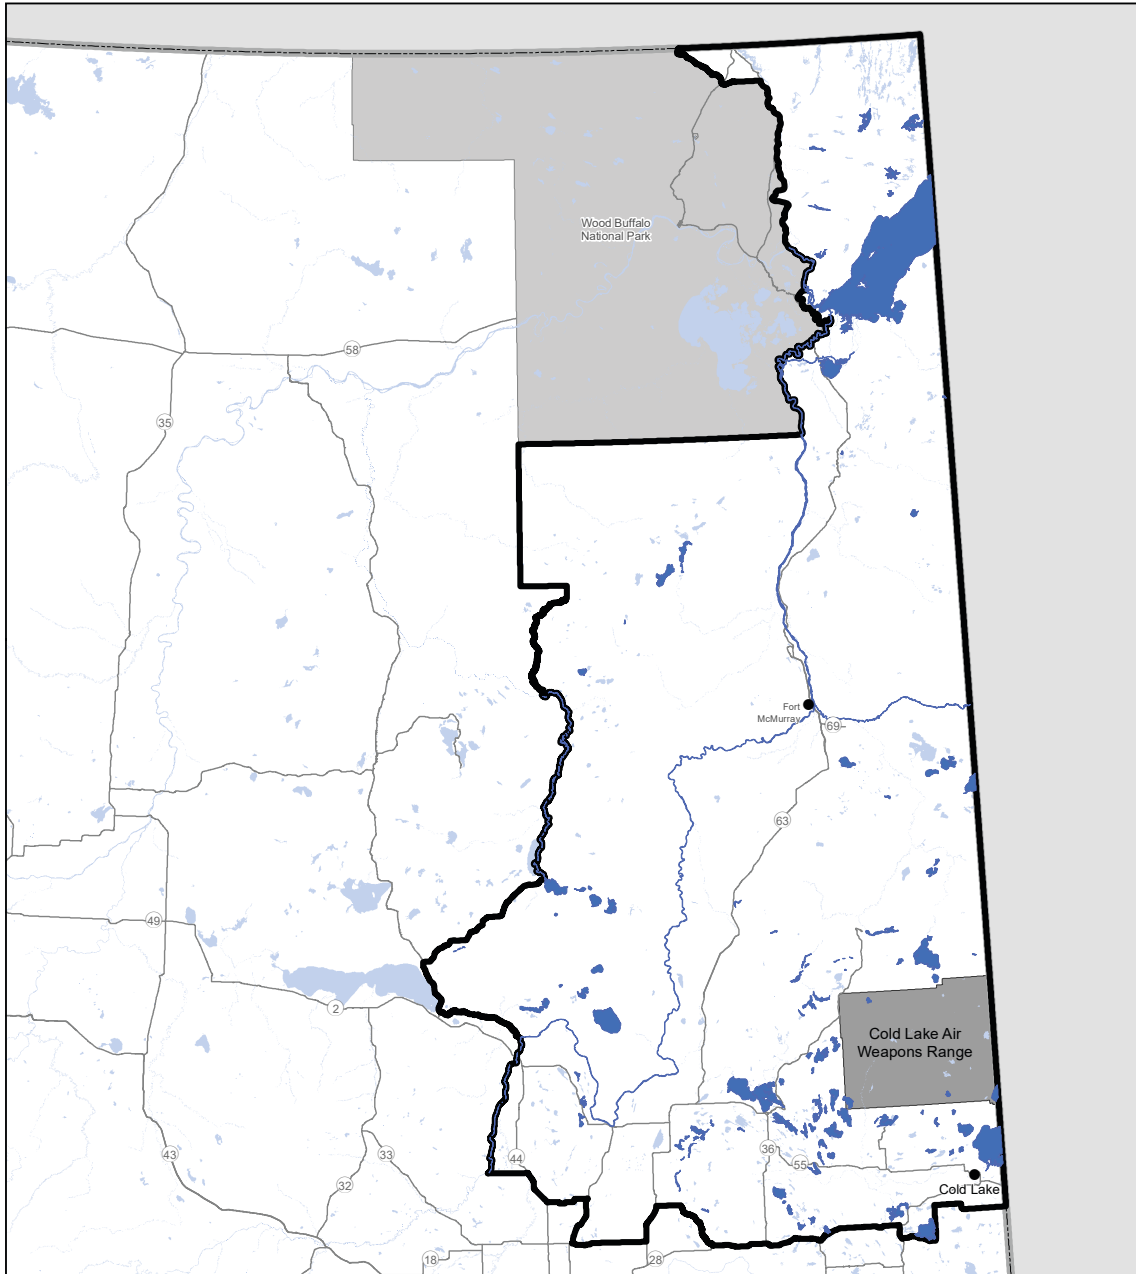 Wood Buffalo
National Park
58
35
Fort
McMurray
69
63
49
2
Cold Lake Air
Weapons Range
43
33
44
36
55
32
Cold Lake
18
28